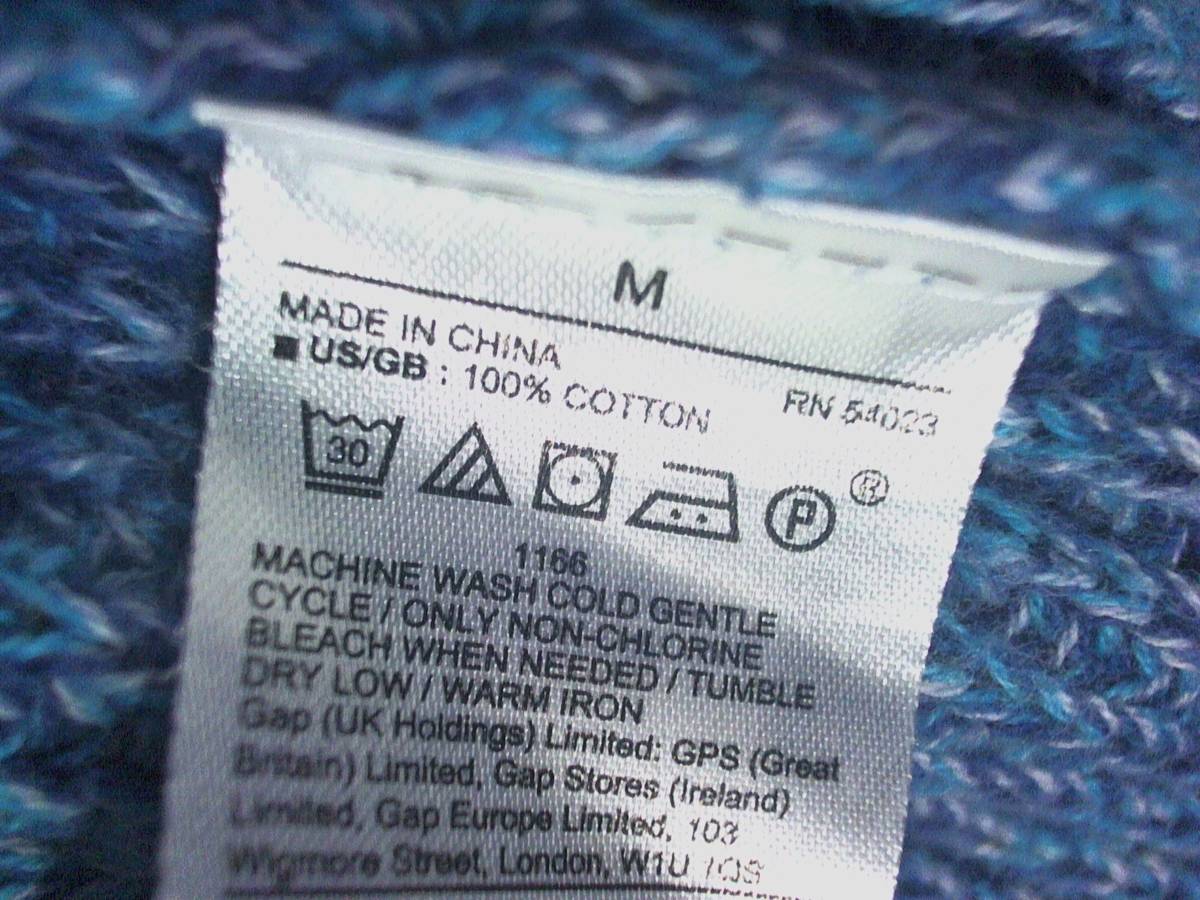 M
MADE IN CHINA
US/GB : 100% COTTON RN 54023
30 P ®
1166
MACHINE WASH COLD GENTLE
CYCLE / ONLY NON-CHLORINE
BLEACH WHEN NEEDED / TUMBLE
DRY LOW / WARM IRON
Gap (UK Holdings) Limited: GPS (Great
Britain) Limited, Gap Stores (Ireland)
Limited, Gap Europe Limited, 103
Wigmore Street, London, W1U